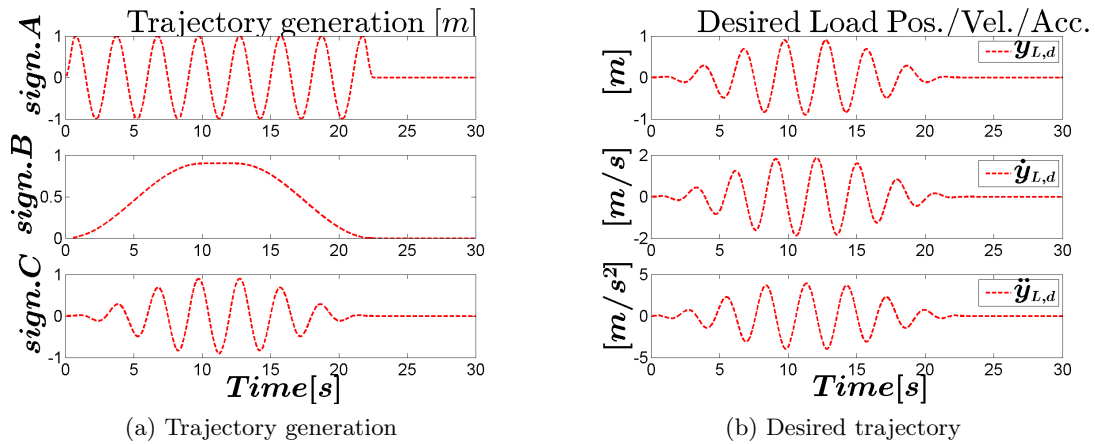 Trajectory generation [m]
sign.A
1
0
-1
0 5 10 15 20 25 30
sign.B
1
0.5
0
0 5 10 15 20 25 30
sign.C
1
0
-1
0 5 10 15 20 25 30
Time[s]
(a) Trajectory generation
Desired Load Pos./Vel./Acc.
[m]
1
0
-1
y_{L,d}
0 5 10 15 20 25 30
[m/s]
2
0
-2
ẏ_{L,d}
0 5 10 15 20 25 30
[m/s²]
5
0
-5
ÿ_{L,d}
0 5 10 15 20 25 30
Time[s]
(b) Desired trajectory